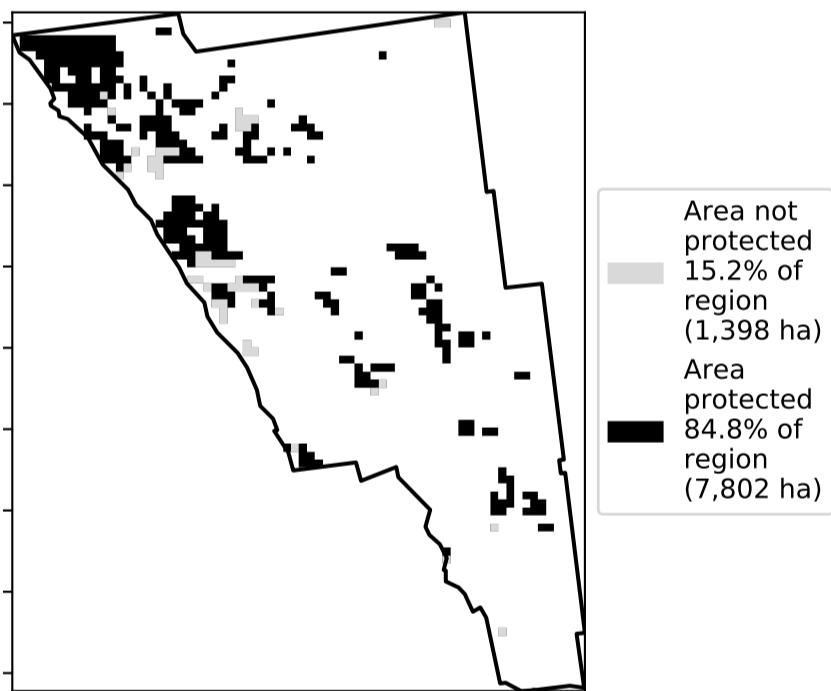 Area not
protected
15.2% of
region
(1,398 ha)
Area
protected
84.8% of
region
(7,802 ha)